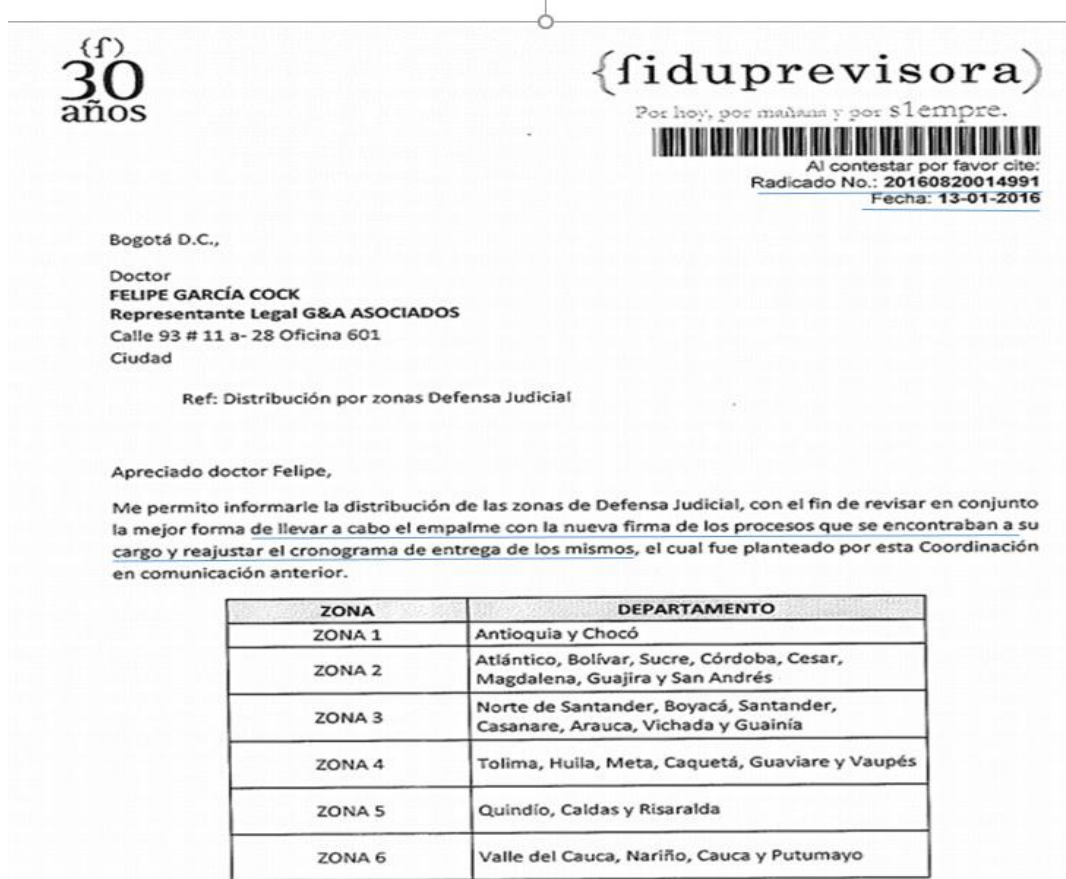 {f)
30
años
{fiduprevisora)
Por hoy, por mañana y por s1empre.
Al contestar por favor cite:
Radicado No.: 20160820014991
Fecha: 13-01-2016
Bogotá D.C.,
Doctor
FELIPE GARCÍA COCK
Representante Legal G&A ASOCIADOS
Calle 93 # 11 a- 28 Oficina 601
Ciudad
Ref: Distribución por zonas Defensa Judicial
Apreciado doctor Felipe,
Me permito informarle la distribución de las zonas de Defensa Judicial, con el fin de revisar en conjunto
la mejor forma de llevar a cabo el empalme con la nueva firma de los procesos que se encontraban a su
cargo y reajustar el cronograma de entrega de los mismos, el cual fue planteado por esta Coordinación
en comunicación anterior.
ZONA DEPARTAMENTO
ZONA 1 Antioquia y Chocó
ZONA 2 Atlántico, Bolívar, Sucre, Córdoba, Cesar,
Magdalena, Guajira y San Andrés
ZONA 3 Norte de Santander, Boyacá, Santander,
Casanare, Arauca, Vichada y Guainía
ZONA 4 Tolima, Huila, Meta, Caquetá, Guaviare y Vaupés
ZONA 5 Quindío, Caldas y Risaralda
ZONA 6 Valle del Cauca, Nariño, Cauca y Putumayo